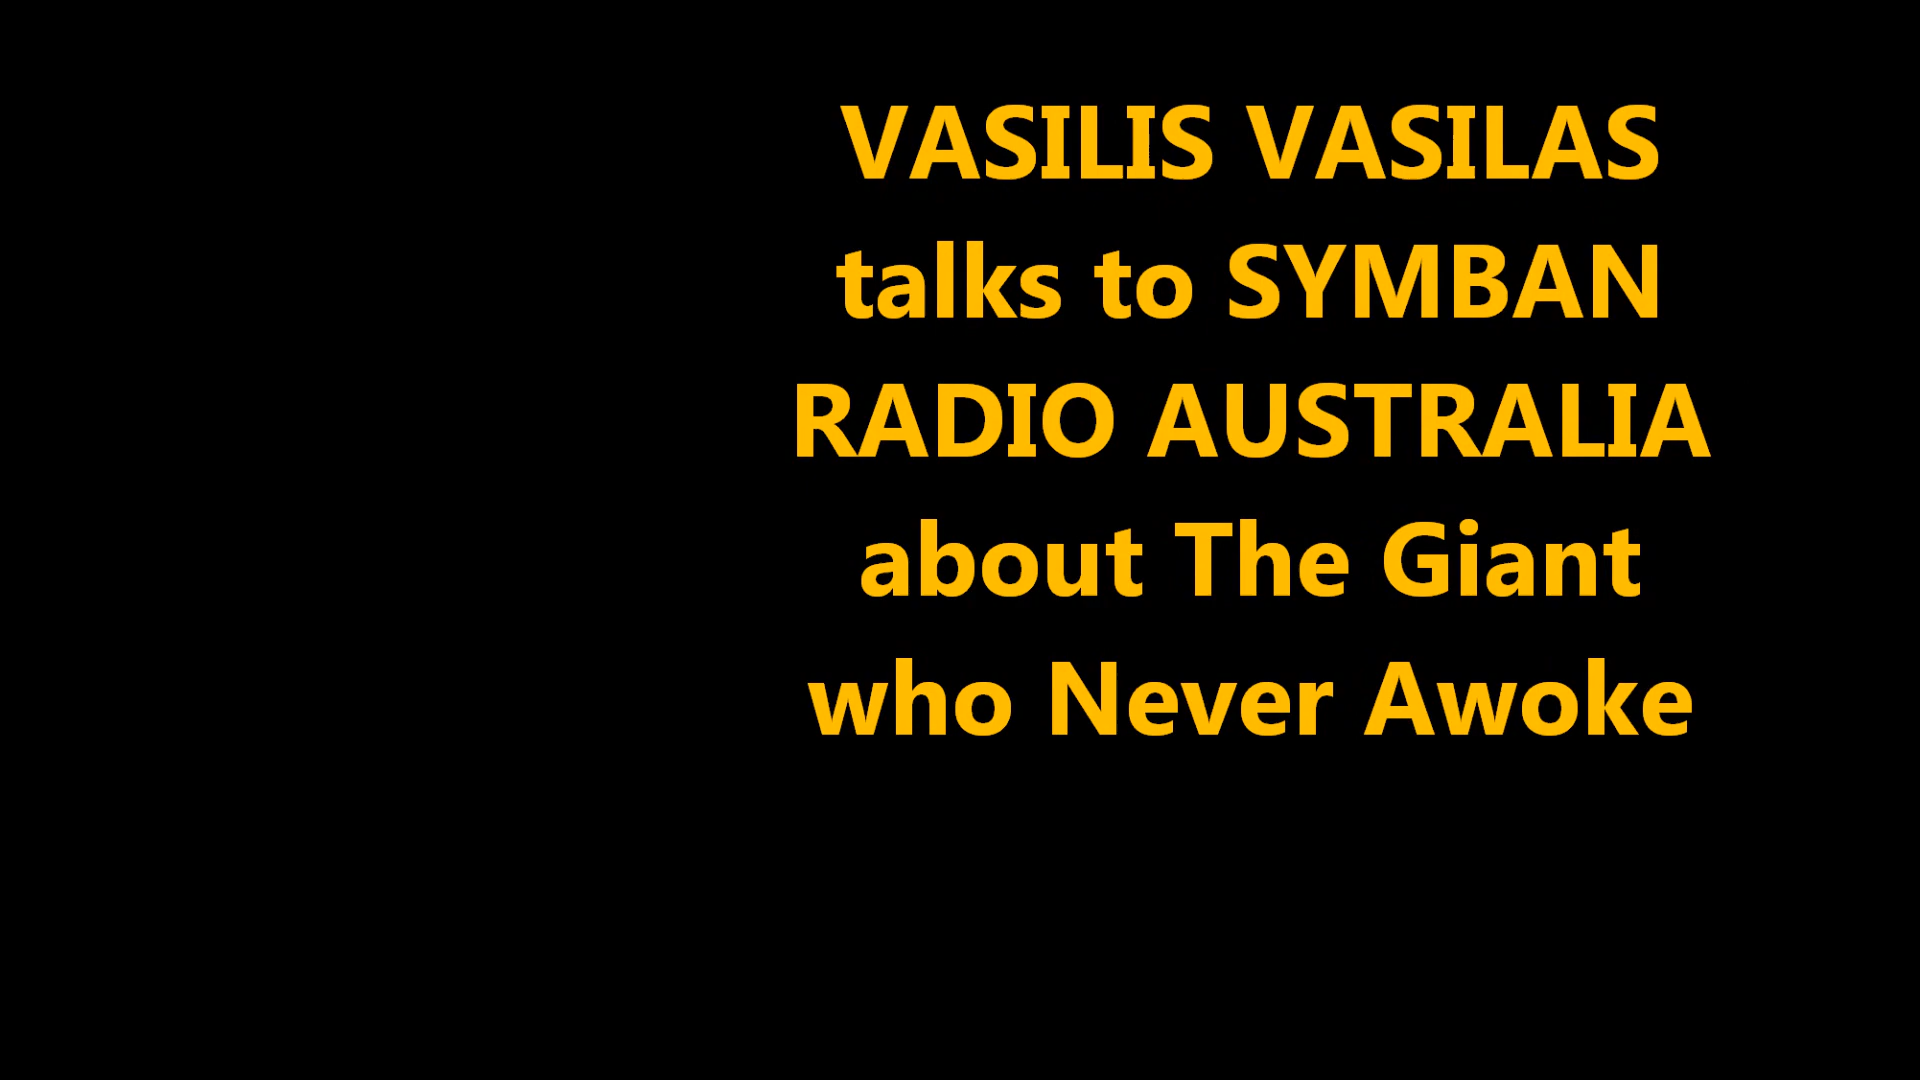 VASILIS VASILAS
talks to SYMBAN
RADIO AUSTRALIA
about The Giant
who Never Awoke